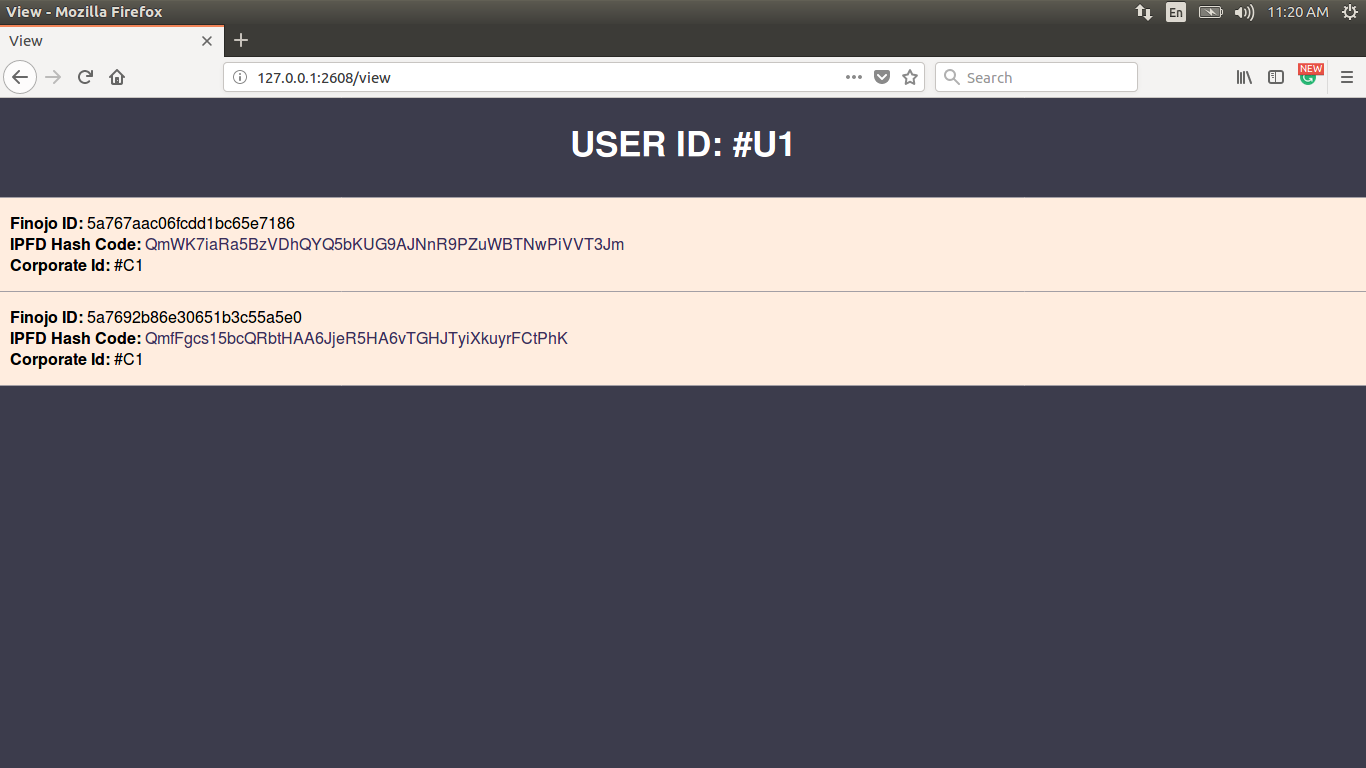 View - Mozilla Firefox
En
11:20 AM
View
127.0.0.1:2608/view
Search
NEW
USER ID: #U1
Finojo ID: 5a767aac06fcdd1bc65e7186
IPFD Hash Code: QmWK7iaRa5BzVDhQYQ5bKUG9AJNnR9PZuWBTNwPiVVT3Jm
Corporate Id: #C1
Finojo ID: 5a7692b86e30651b3c55a5e0
IPFD Hash Code: QmfFgcs15bcQRbtHAA6JjeR5HA6vTGHJTyiXkuyrFCtPhK
Corporate Id: #C1